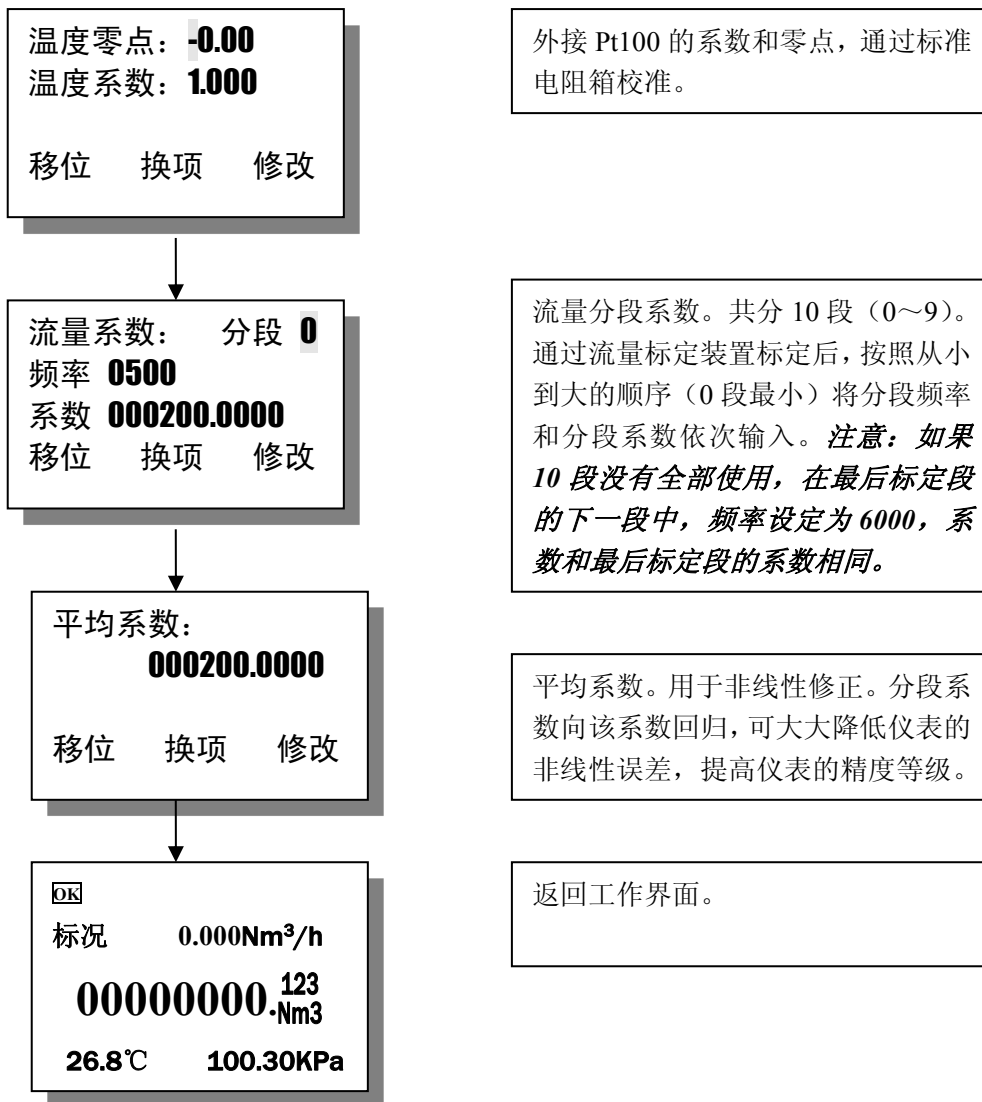 温度零点：-0.00
温度系数：1.000
移位 换项 修改
外接 Pt100 的系数和零点，通过标准
电阻箱校准。
流量系数： 分段 0
频率 0500
系数 000200.0000
移位 换项 修改
流量分段系数。共分 10 段（0～9）。
通过流量标定装置标定后，按照从小
到大的顺序（0 段最小）将分段频率
和分段系数依次输入。注意：如果
10 段没有全部使用，在最后标定段
的下一段中，频率设定为 6000，系
数和最后标定段的系数相同。
平均系数：
000200.0000
移位 换项 修改
平均系数。用于非线性修正。分段系
数向该系数回归，可大大降低仪表的
非线性误差，提高仪表的精度等级。
OK
标况 0.000Nm³/h
00000000.123
Nm3
26.8℃ 100.30KPa
返回工作界面。